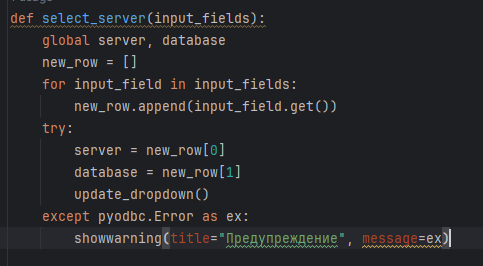 def select_server(input_fields):
    global server, database
    new_row = []
    for input_field in input_fields:
        new_row.append(input_field.get())
    try:
        server = new_row[0]
        database = new_row[1]
        update_dropdown()
    except pyodbc.Error as ex:
        showwarning(title="Предупреждение", message=ex)